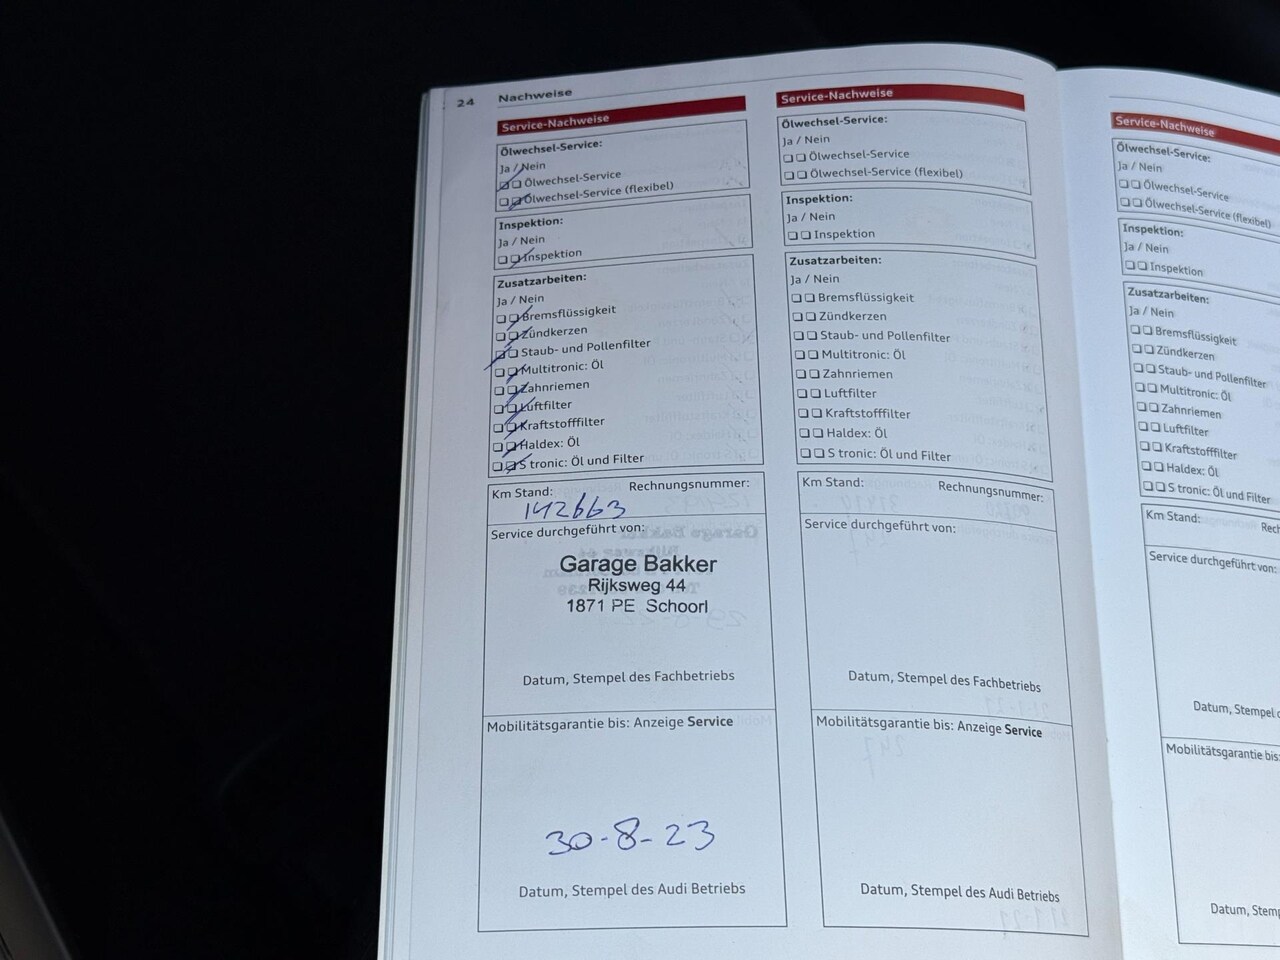 24 Nachweise
Service-Nachweise
Ölwechsel-Service:
Ja / Nein
Ölwechsel-Service
Ölwechsel-Service (flexibel)
Inspektion:
Ja / Nein
Inspektion
Zusatzarbeiten:
Ja / Nein
Bremsflüssigkeit
Zündkerzen
Staub- und Pollenfilter
Multitronic: Öl
Zahnriemen
Luftfilter
Kraftstofffilter
Haldex: Öl
S tronic: Öl und Filter
Km Stand: Rechnungsnummer:
142663
Service durchgeführt von:
Garage Bakker
Rijksweg 44
1871 PE Schoorl
Datum, Stempel des Fachbetriebs
Mobilitätsgarantie bis: Anzeige Service
30-8-23
Datum, Stempel des Audi Betriebs
Service-Nachweise
Ölwechsel-Service:
Ja / Nein
Ölwechsel-Service
Ölwechsel-Service (flexibel)
Inspektion:
Ja / Nein
Inspektion
Zusatzarbeiten:
Ja / Nein
Bremsflüssigkeit
Zündkerzen
Staub- und Pollenfilter
Multitronic: Öl
Zahnriemen
Luftfilter
Kraftstofffilter
Haldex: Öl
S tronic: Öl und Filter
Km Stand: Rechnungsnummer:
Service durchgeführt von:
Datum, Stempel des Fachbetriebs
Mobilitätsgarantie bis: Anzeige Service
Datum, Stempel des Audi Betriebs
Service-Nachweise
Ölwechsel-Service:
Ja / Nein
Ölwechsel-Service
Ölwechsel-Service (flexibel)
Inspektion:
Ja / Nein
Inspektion
Zusatzarbeiten:
Ja / Nein
Bremsflüssigkeit
Zündkerzen
Staub- und Pollenfilter
Multitronic: Öl
Zahnriemen
Luftfilter
Kraftstofffilter
Haldex: Öl
S tronic: Öl und Filter
Km Stand:
Service durchgeführt von:
Datum, Stempel
Mobilitätsgarantie bis:
Datum,